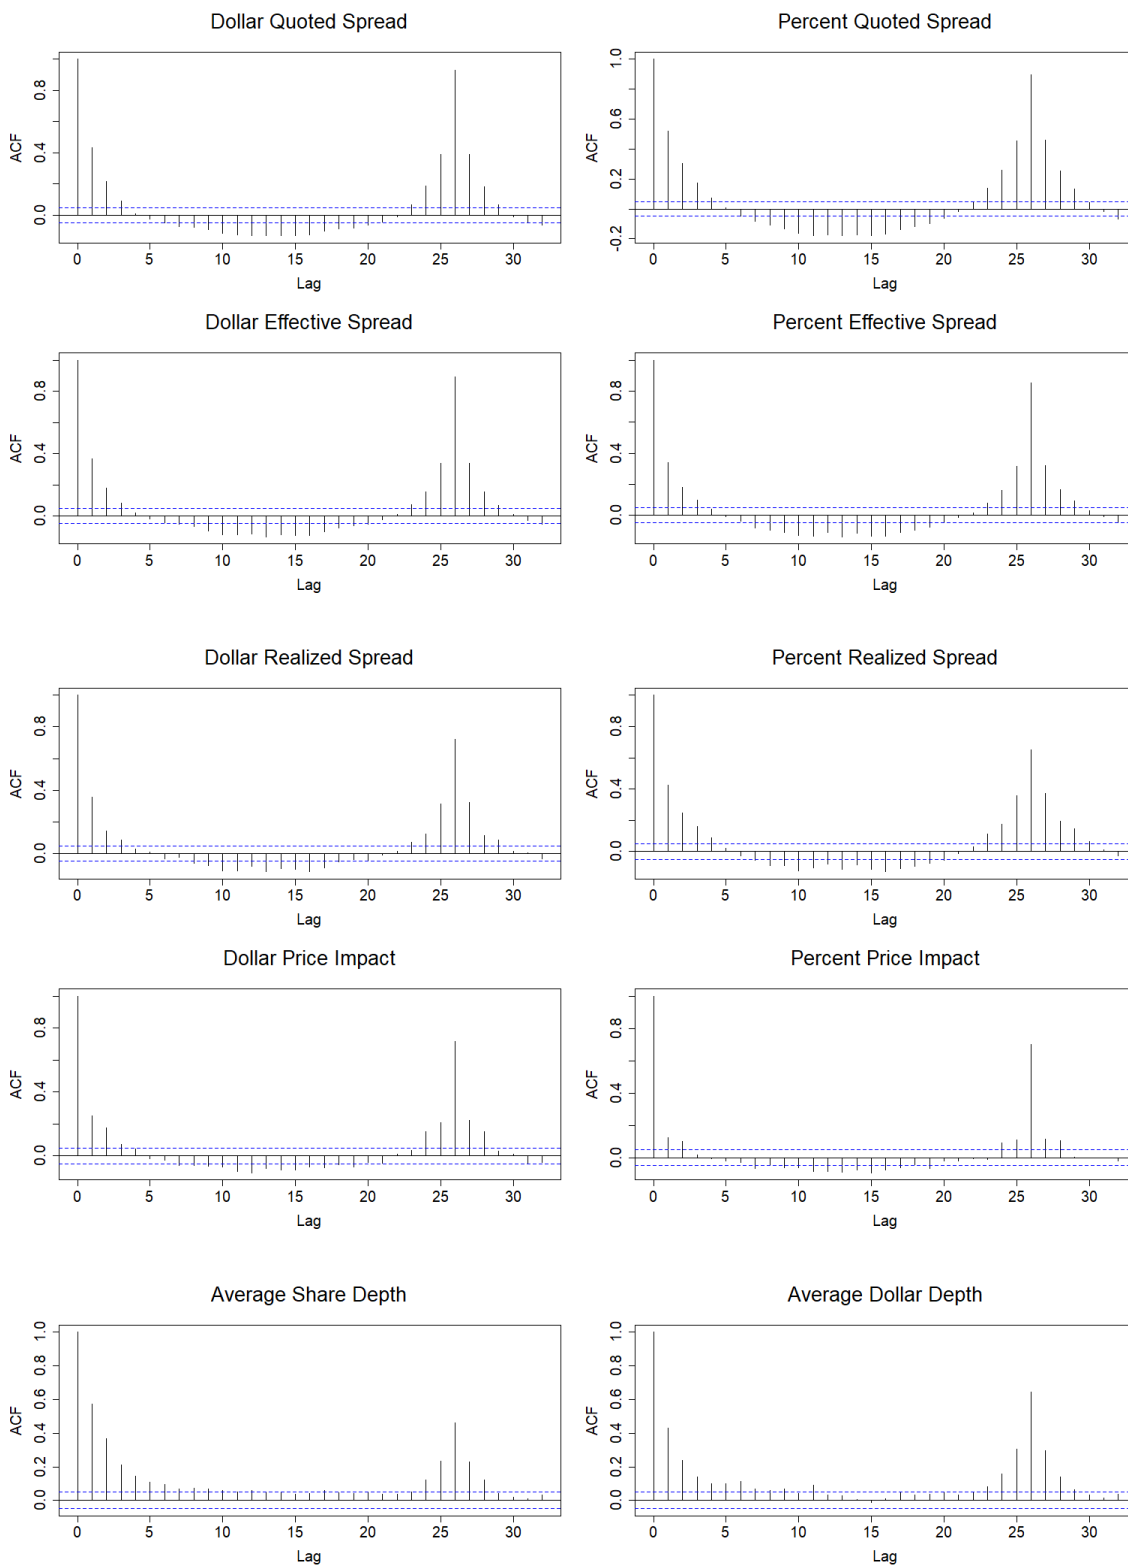 Dollar Quoted Spread
ACF
0.0 0.4 0.8
0 5 10 15 20 25 30
Lag
Percent Quoted Spread
ACF
-0.2 0.2 0.6 1.0
0 5 10 15 20 25 30
Lag
Dollar Effective Spread
ACF
0.0 0.4 0.8
0 5 10 15 20 25 30
Lag
Percent Effective Spread
ACF
0.0 0.4 0.8
0 5 10 15 20 25 30
Lag
Dollar Realized Spread
ACF
0.0 0.4 0.8
0 5 10 15 20 25 30
Lag
Percent Realized Spread
ACF
0.0 0.4 0.8
0 5 10 15 20 25 30
Lag
Dollar Price Impact
ACF
0.0 0.4 0.8
0 5 10 15 20 25 30
Lag
Percent Price Impact
ACF
0.0 0.4 0.8
0 5 10 15 20 25 30
Lag
Average Share Depth
ACF
0.0 0.2 0.4 0.6 0.8 1.0
0 5 10 15 20 25 30
Lag
Average Dollar Depth
ACF
0.0 0.2 0.4 0.6 0.8 1.0
0 5 10 15 20 25 30
Lag